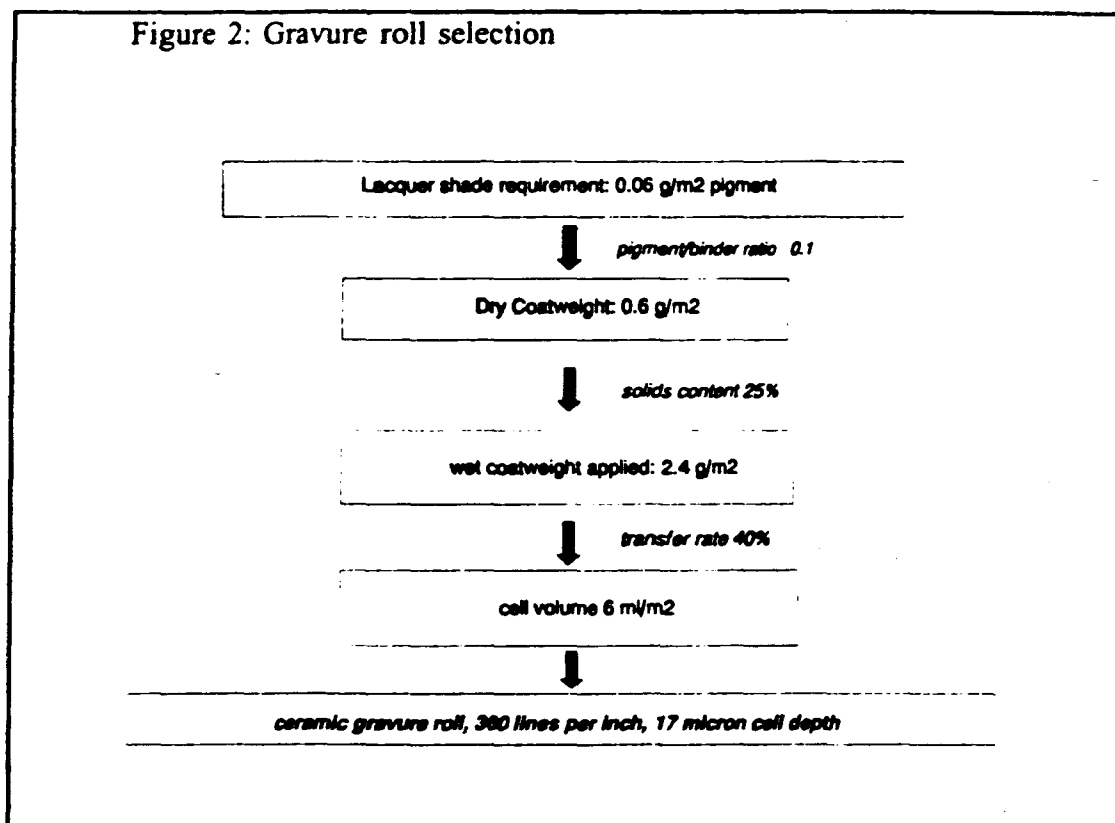 Figure 2: Gravure roll selection
Lacquer shade requirement: 0.06 g/m2 pigment
pigment/binder ratio 0.1
Dry Coatweight: 0.6 g/m2
solids content 25%
wet coatweight applied: 2.4 g/m2
transfer rate 40%
cell volume 6 ml/m2
ceramic gravure roll, 360 lines per inch, 17 micron cell depth